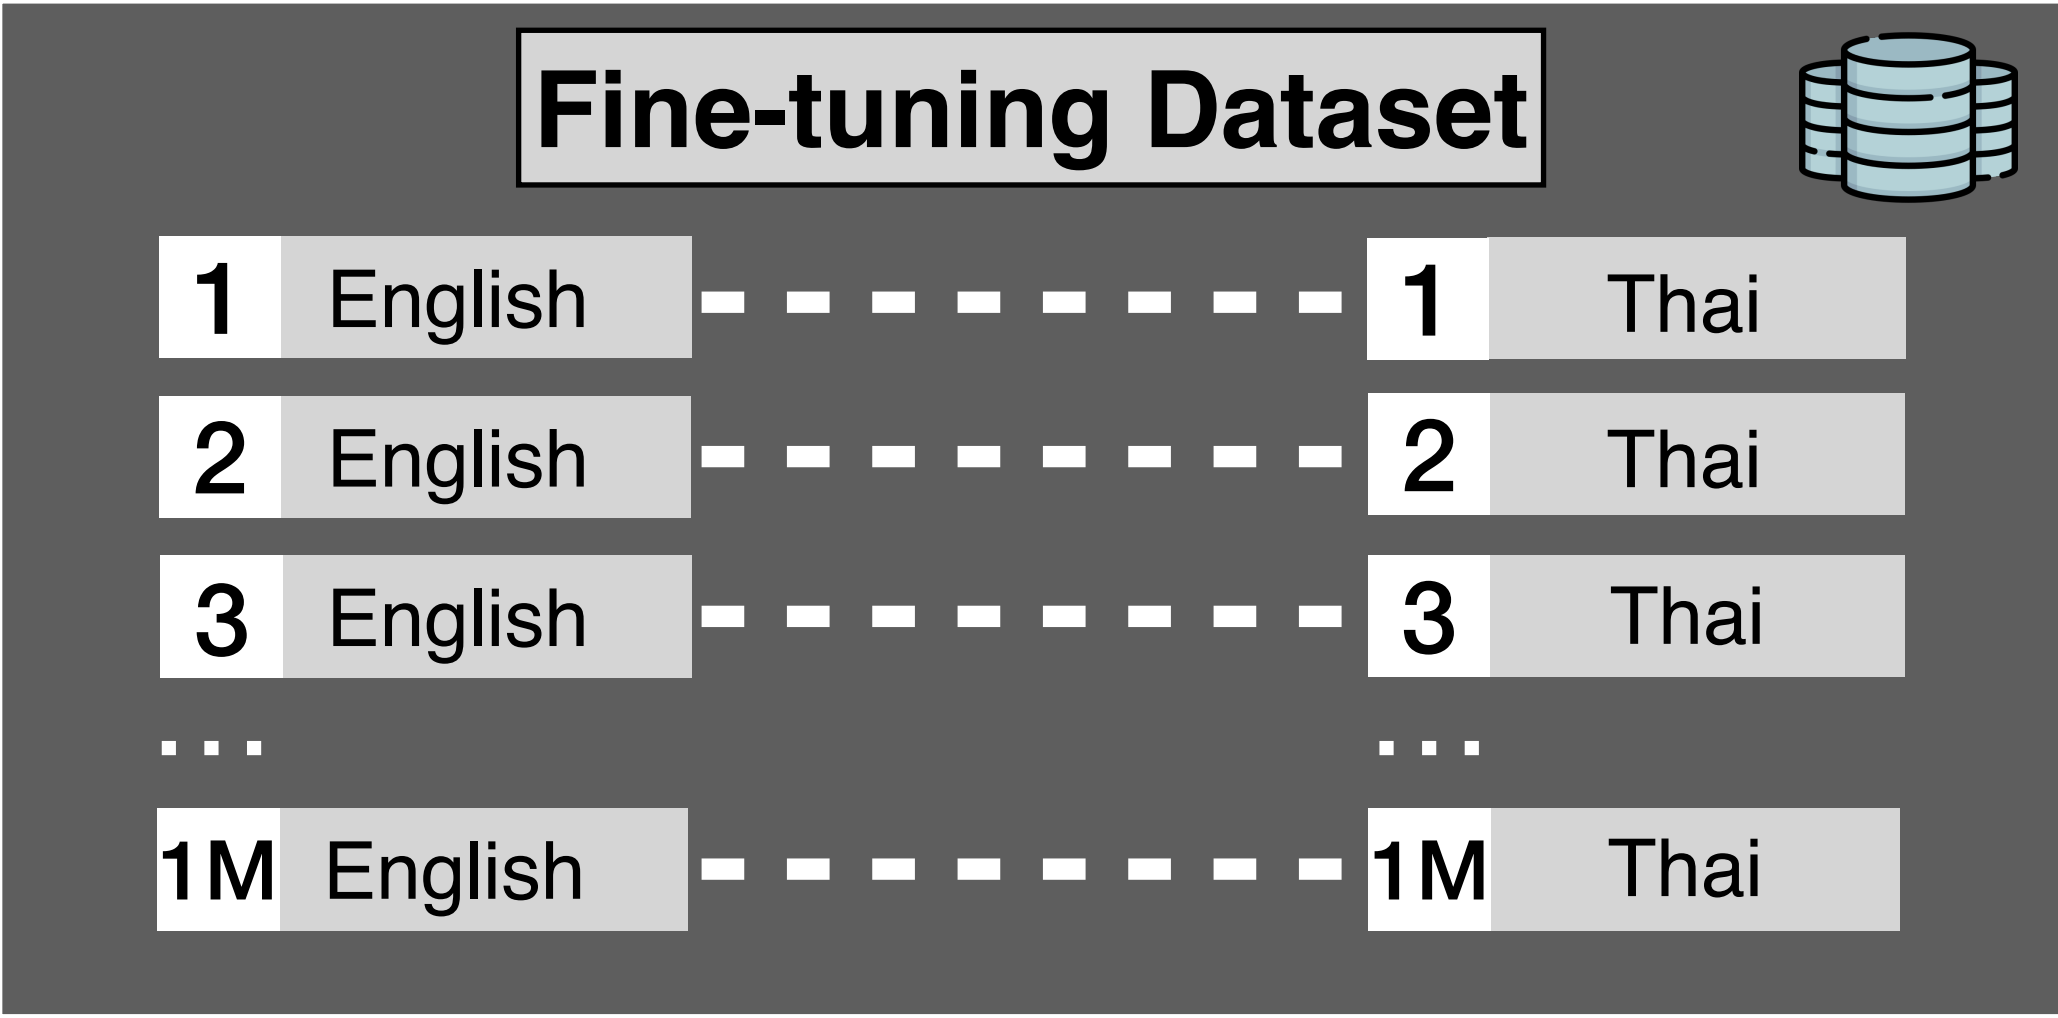 Fine-tuning Dataset
1 English 1 Thai
2 English 2 Thai
3 English 3 Thai
... ...
1M English 1M Thai